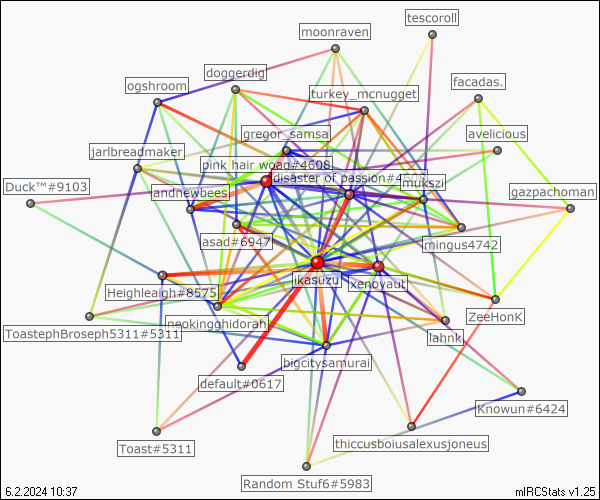 tescoroll
moonraven
doggerdig
facadas.
ogshroom
turkey_mcnugget
gregor_samsa
avelicious
jarlbreadmaker
pink hair woag#4608
disaster of passion#4
mukszi
Duck™#9103
andnewbees
gazpachoman
asad#6947
mingus4742
ikasuzu
xenoyaut
Heighleaigh#8575
neokingghidorah
ZeeHonK
ToastephBroseph5311#5311
lahnk
bigcitysamurai
default#0617
Knowun#6424
Toast#5311
thiccusboiusalexusjoneus
Random Stuf6#5983
6.2.2024 10:37
mIRCStats v1.25